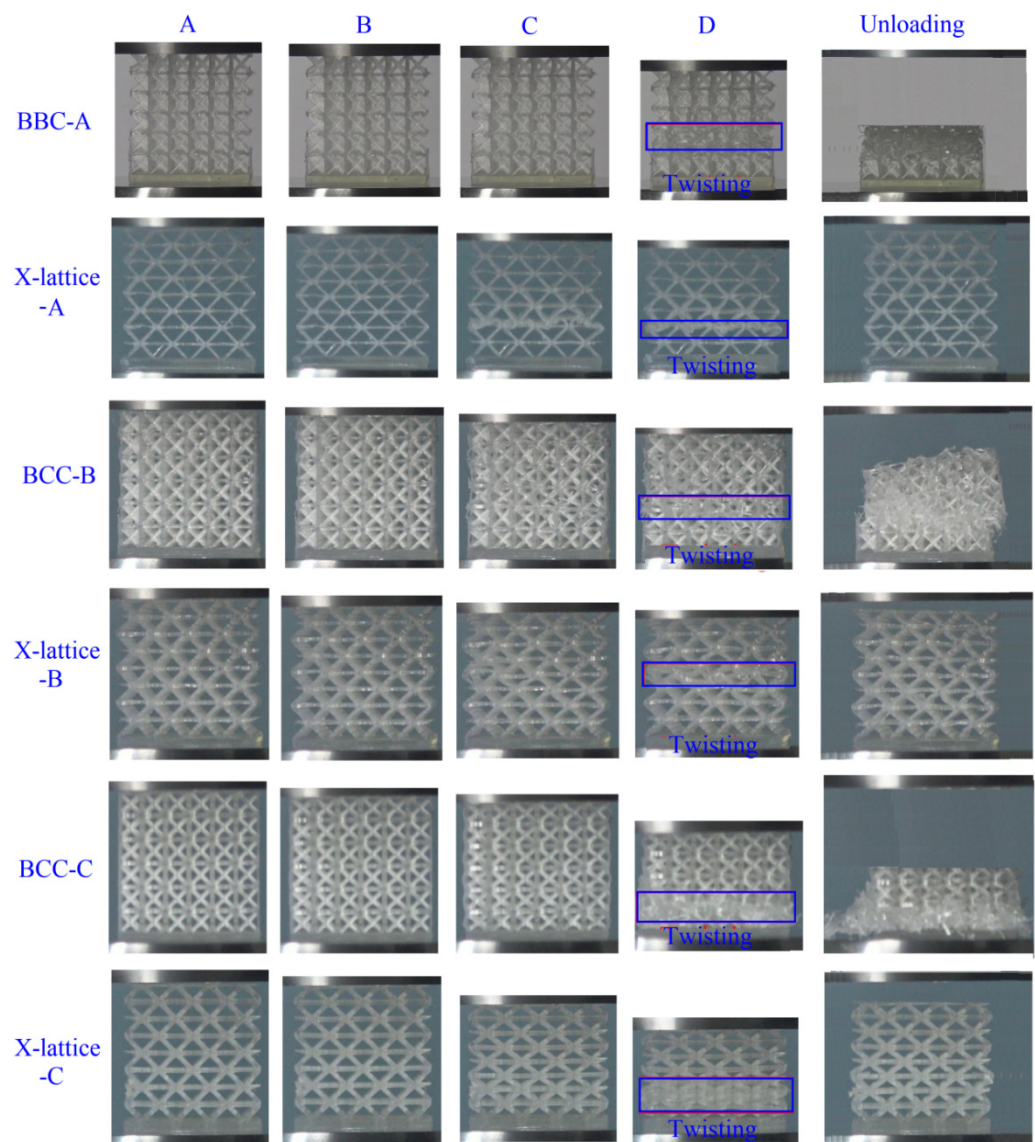 A B C D Unloading
BBC-A
Twisting
X-lattice
-A
Twisting
BCC-B
Twisting
X-lattice
-B
Twisting
BCC-C
Twisting
X-lattice
-C
Twisting